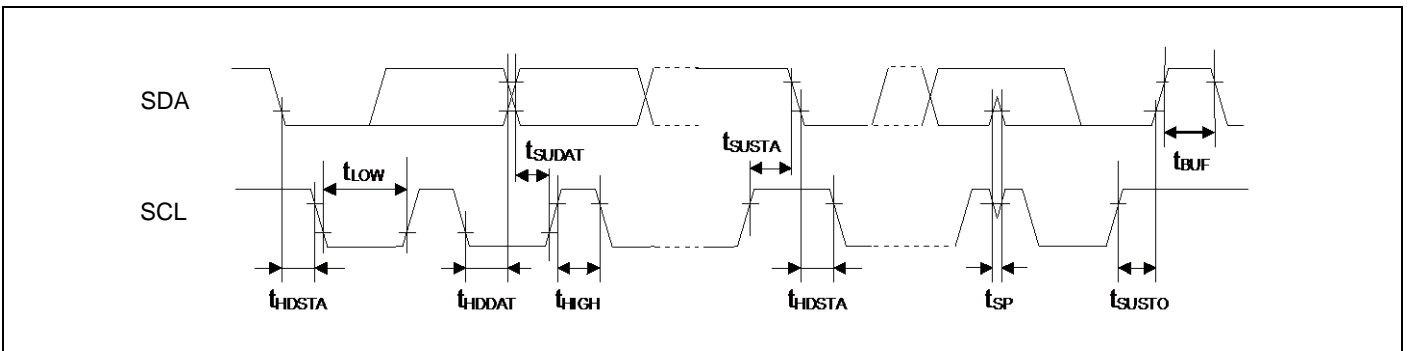 SDA
tSUDAT
tSUSTA
tBUF
tLOW
SCL
tHDSTA
tHDDAT
tHIGH
tHDSTA
tSP
tSUSTO